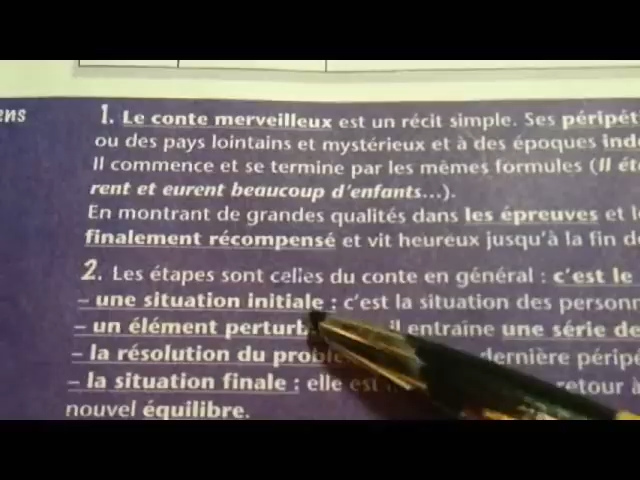 ens
1. Le conte merveilleux est un récit simple. Ses péripét
ou des pays lointains et mystérieux et à des époques ind
Il commence et se termine par les mêmes formules (Il ét
rent et eurent beaucoup d'enfants...).
En montrant de grandes qualités dans les épreuves et l
finalement récompensé et vit heureux jusqu'à la fin d
2. Les étapes sont celles du conte en général : c'est le
– une situation initiale : c'est la situation des person
– un élément perturb il entraîne une série de
– la résolution du probl dernière périp
– la situation finale : elle est retour à
nouvel équilibre.